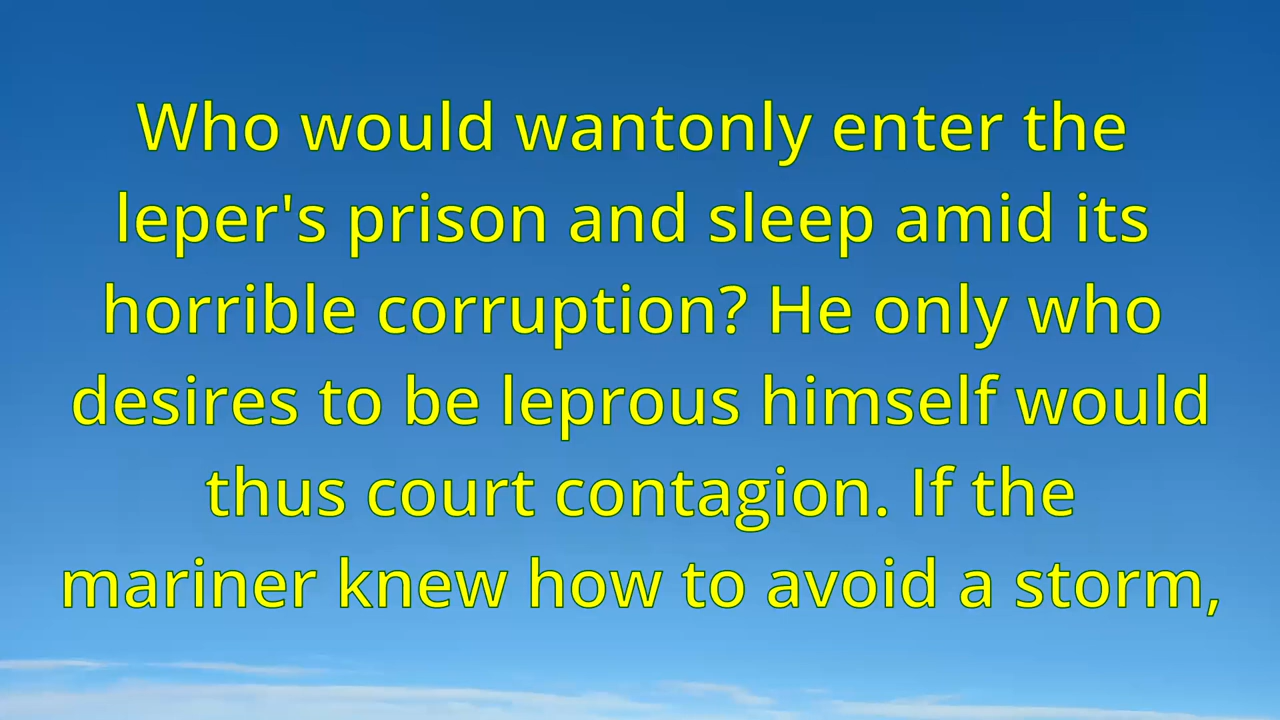 Who would wantonly enter the
leper's prison and sleep amid its
horrible corruption? He only who
desires to be leprous himself would
thus court contagion. If the
mariner knew how to avoid a storm,